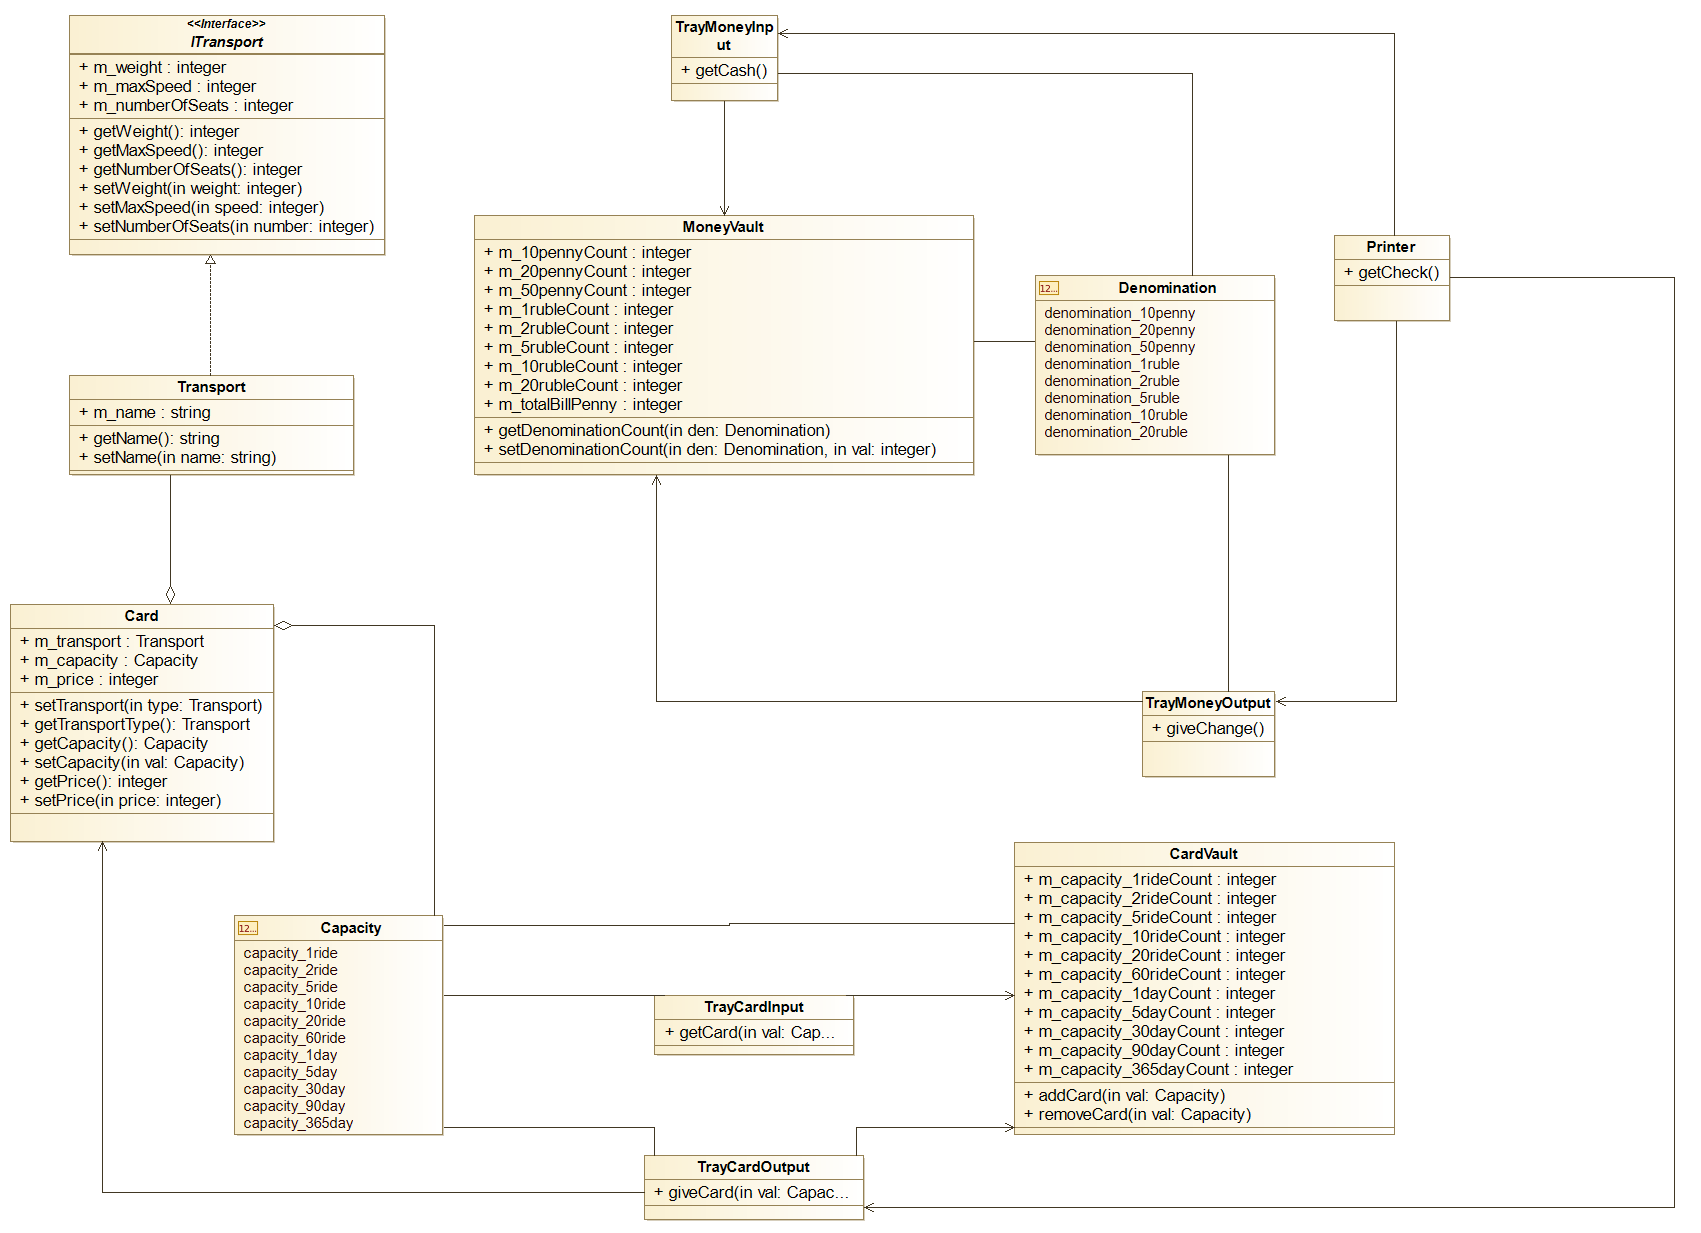 <<Interface>>
ITransport
+ m_weight : integer
+ m_maxSpeed : integer
+ m_numberOfSeats : integer
+ getWeight(): integer
+ getMaxSpeed(): integer
+ getNumberOfSeats(): integer
+ setWeight(in weight: integer)
+ setMaxSpeed(in speed: integer)
+ setNumberOfSeats(in number: integer)
TrayMoneyInp
ut
+ getCash()
MoneyVault
+ m_10pennyCount : integer
+ m_20pennyCount : integer
+ m_50pennyCount : integer
+ m_1rubleCount : integer
+ m_2rubleCount : integer
+ m_5rubleCount : integer
+ m_10rubleCount : integer
+ m_20rubleCount : integer
+ m_totalBillPenny : integer
+ getDenominationCount(in den: Denomination)
+ setDenominationCount(in den: Denomination, in val: integer)
12...
Denomination
denomination_10penny
denomination_20penny
denomination_50penny
denomination_1ruble
denomination_2ruble
denomination_5ruble
denomination_10ruble
denomination_20ruble
Printer
+ getCheck()
Transport
+ m_name : string
+ getName(): string
+ setName(in name: string)
Card
+ m_transport : Transport
+ m_capacity : Capacity
+ m_price : integer
+ setTransport(in type: Transport)
+ getTransportType(): Transport
+ getCapacity(): Capacity
+ setCapacity(in val: Capacity)
+ getPrice(): integer
+ setPrice(in price: integer)
TrayMoneyOutput
+ giveChange()
12...
Capacity
capacity_1ride
capacity_2ride
capacity_5ride
capacity_10ride
capacity_20ride
capacity_60ride
capacity_1day
capacity_5day
capacity_30day
capacity_90day
capacity_365day
TrayCardInput
+ getCard(in val: Cap...
CardVault
+ m_capacity_1rideCount : integer
+ m_capacity_2rideCount : integer
+ m_capacity_5rideCount : integer
+ m_capacity_10rideCount : integer
+ m_capacity_20rideCount : integer
+ m_capacity_60rideCount : integer
+ m_capacity_1dayCount : integer
+ m_capacity_5dayCount : integer
+ m_capacity_30dayCount : integer
+ m_capacity_90dayCount : integer
+ m_capacity_365dayCount : integer
+ addCard(in val: Capacity)
+ removeCard(in val: Capacity)
TrayCardOutput
+ giveCard(in val: Capac...